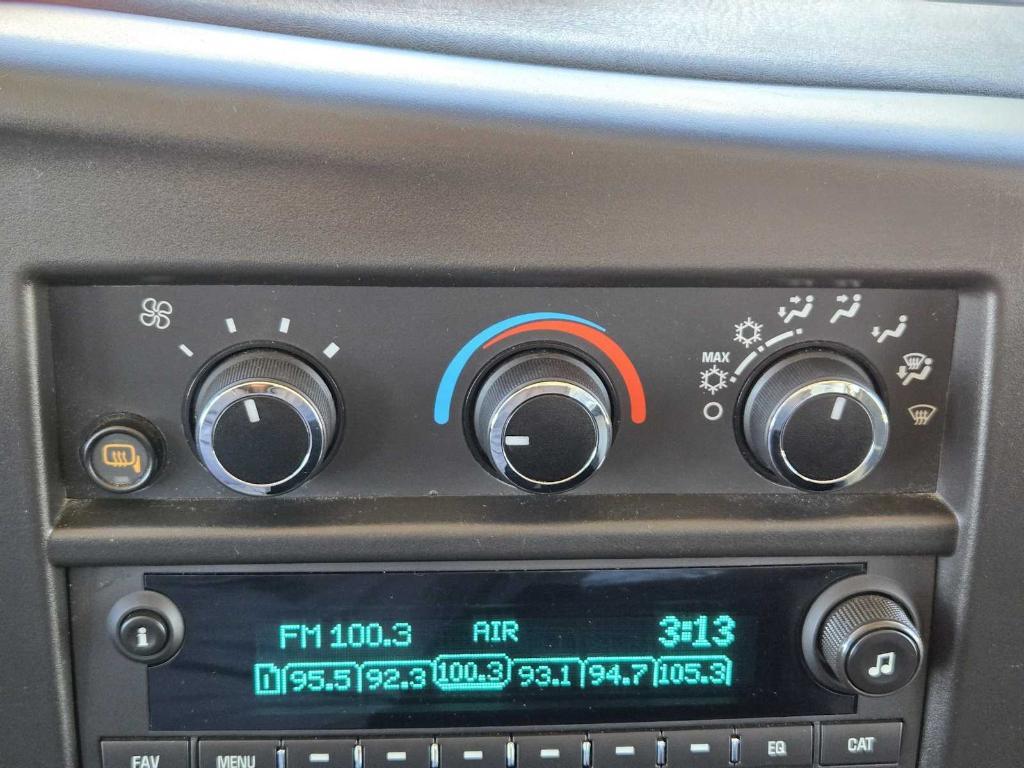 MAX
FM 100.3 AIR 3:13
1 95.5 92.3 100.3 93.1 94.7 105.3
i
FAV MENU EQ CAT